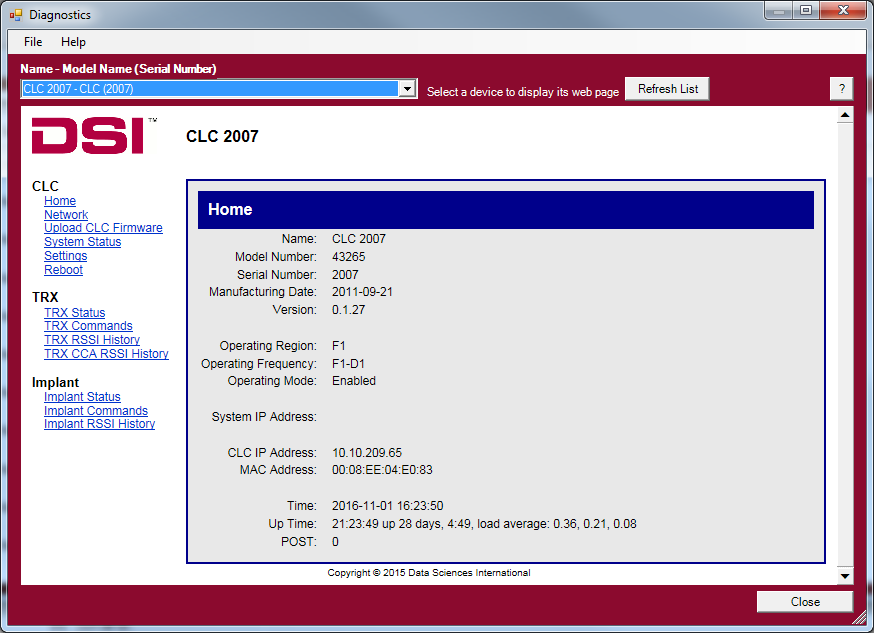 Diagnostics
File Help
Name - Model Name (Serial Number)
CLC 2007 - CLC (2007)
Select a device to display its web page
Refresh List
?
DSI™
CLC 2007
CLC
Home
Network
Upload CLC Firmware
System Status
Settings
Reboot
TRX
TRX Status
TRX Commands
TRX RSSI History
TRX CCA RSSI History
Implant
Implant Status
Implant Commands
Implant RSSI History
Home
Name: CLC 2007
Model Number: 43265
Serial Number: 2007
Manufacturing Date: 2011-09-21
Version: 0.1.27
Operating Region: F1
Operating Frequency: F1-D1
Operating Mode: Enabled
System IP Address:
CLC IP Address: 10.10.209.65
MAC Address: 00:08:EE:04:E0:83
Time: 2016-11-01 16:23:50
Up Time: 21:23:49 up 28 days, 4:49, load average: 0.36, 0.21, 0.08
POST: 0
Copyright © 2015 Data Sciences International
Close